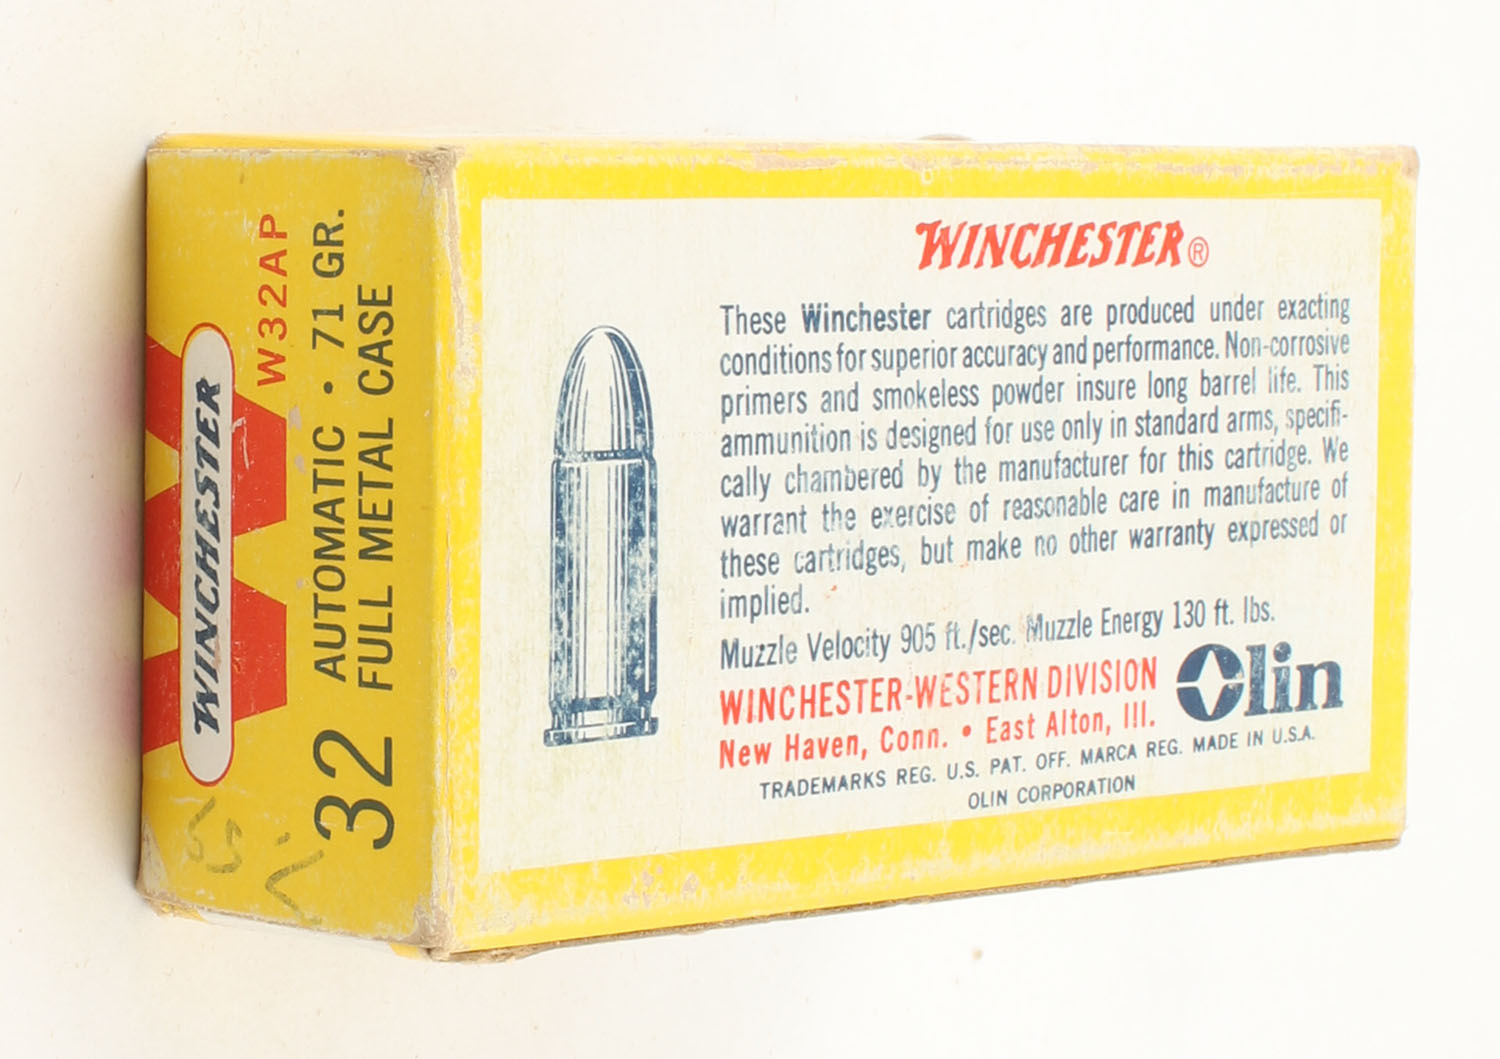 WINCHESTER
W32AP
32 AUTOMATIC • 71 GR.
FULL METAL CASE
WINCHESTER®
These Winchester cartridges are produced under exacting
conditions for superior accuracy and performance. Non-corrosive
primers and smokeless powder insure long barrel life. This
ammunition is designed for use only in standard arms, specifi-
cally chambered by the manufacturer for this cartridge. We
warrant the exercise of reasonable care in manufacture of
these cartridges, but make no other warranty expressed or
implied.
Muzzle Velocity 905 ft./sec. Muzzle Energy 130 ft. lbs.
WINCHESTER-WESTERN DIVISION
New Haven, Conn. • East Alton, Ill.
Olin
TRADEMARKS REG. U.S. PAT. OFF. MARCA REG. MADE IN U.S.A.
OLIN CORPORATION